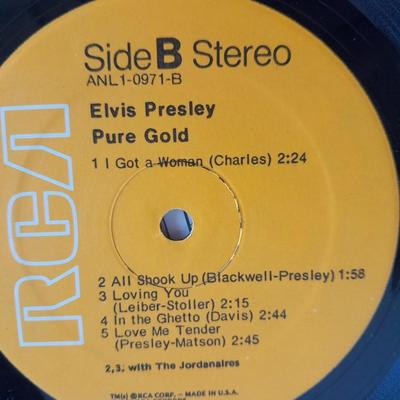 Side B Stereo
ANL1-0971-B
Elvis Presley
Pure Gold
1 I Got a Woman (Charles) 2:24
2 All Shook Up (Blackwell-Presley) 1:58
3 Loving You
(Leiber-Stoller) 2:15
4 In the Ghetto (Davis) 2:44
5 Love Me Tender
(Presley-Matson) 2:45
2,3, with The Jordanaires
TM(s) ® RCA CORP. — MADE IN U.S.A.
RCA